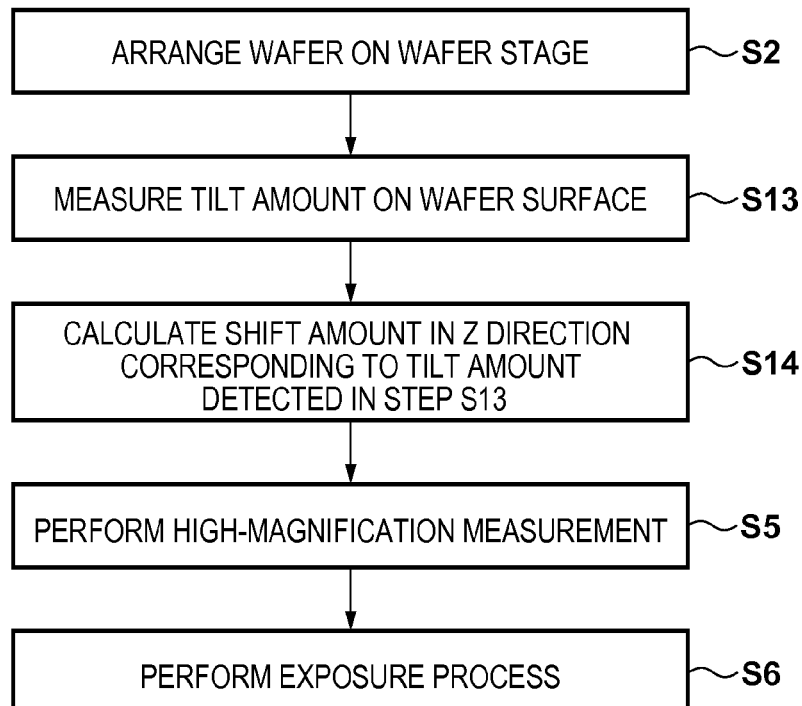 ARRANGE WAFER ON WAFER STAGE S2
MEASURE TILT AMOUNT ON WAFER SURFACE S13
CALCULATE SHIFT AMOUNT IN Z DIRECTION
CORRESPONDING TO TILT AMOUNT S14
DETECTED IN STEP S13
PERFORM HIGH-MAGNIFICATION MEASUREMENT S5
PERFORM EXPOSURE PROCESS S6